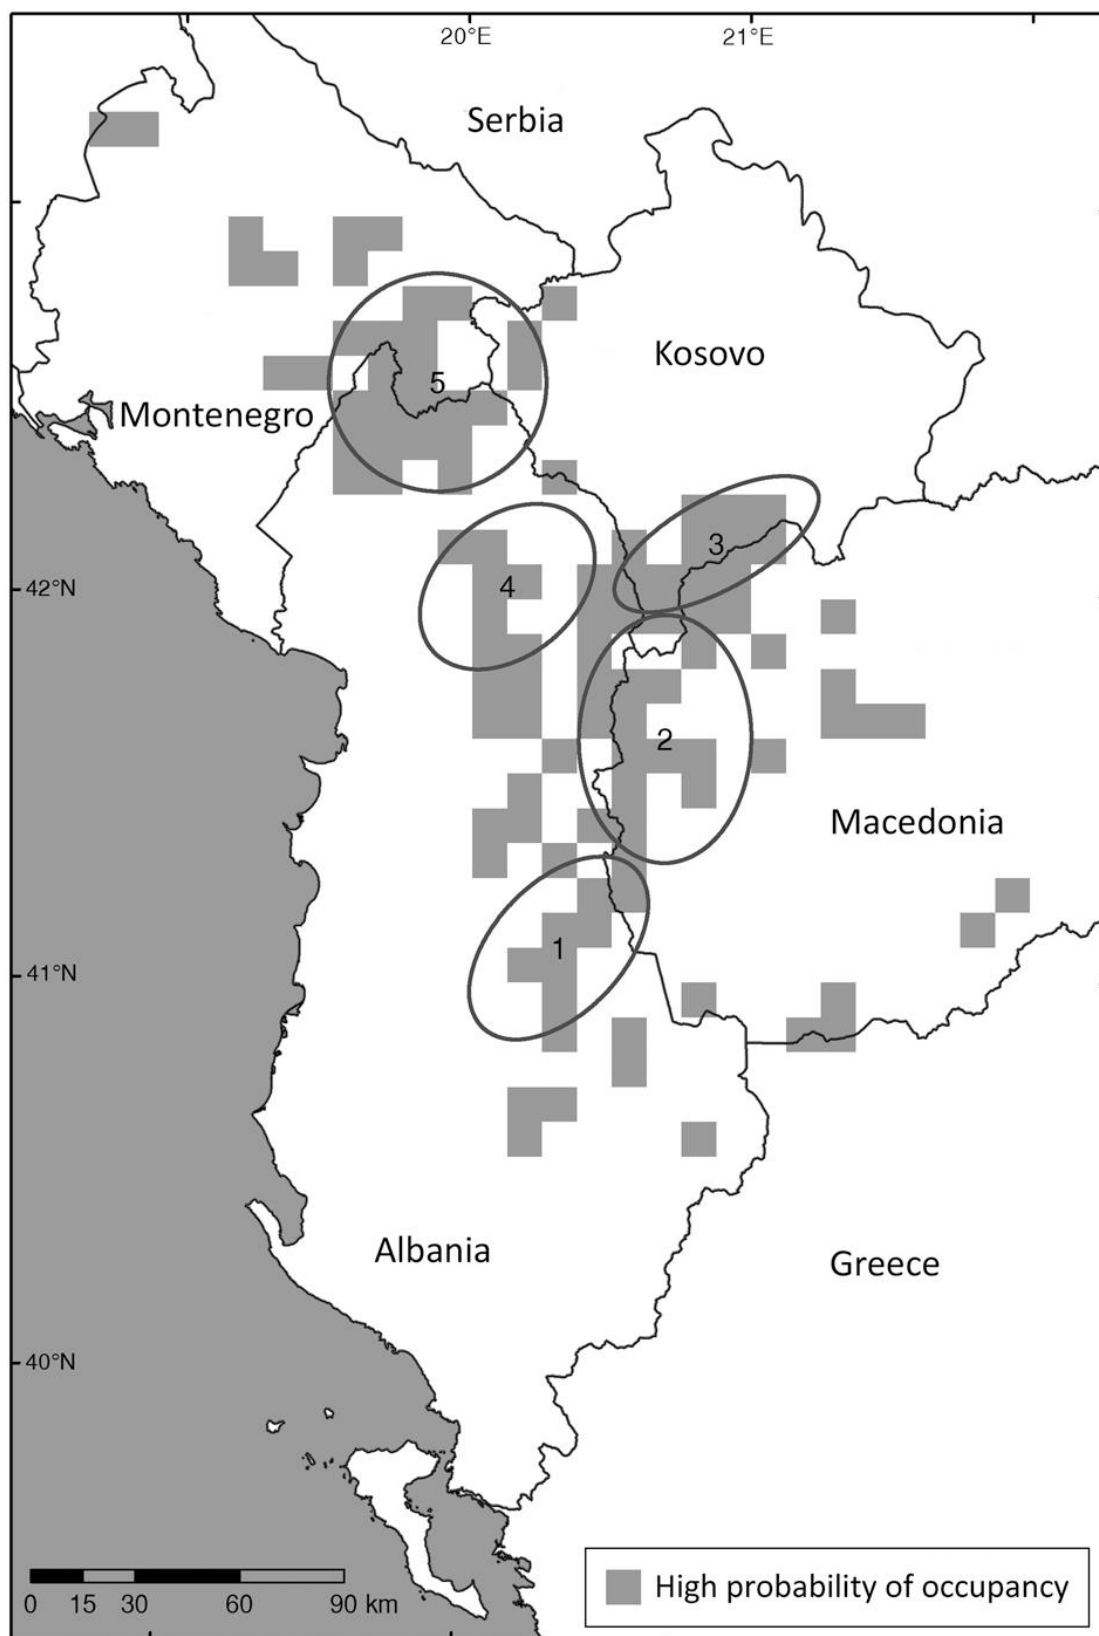 20°E
21°E
Serbia
Kosovo
5
Montenegro
3
4
42°N
2
Macedonia
1
41°N
Albania
Greece
40°N
High probability of occupancy
0 15 30 60 90 km